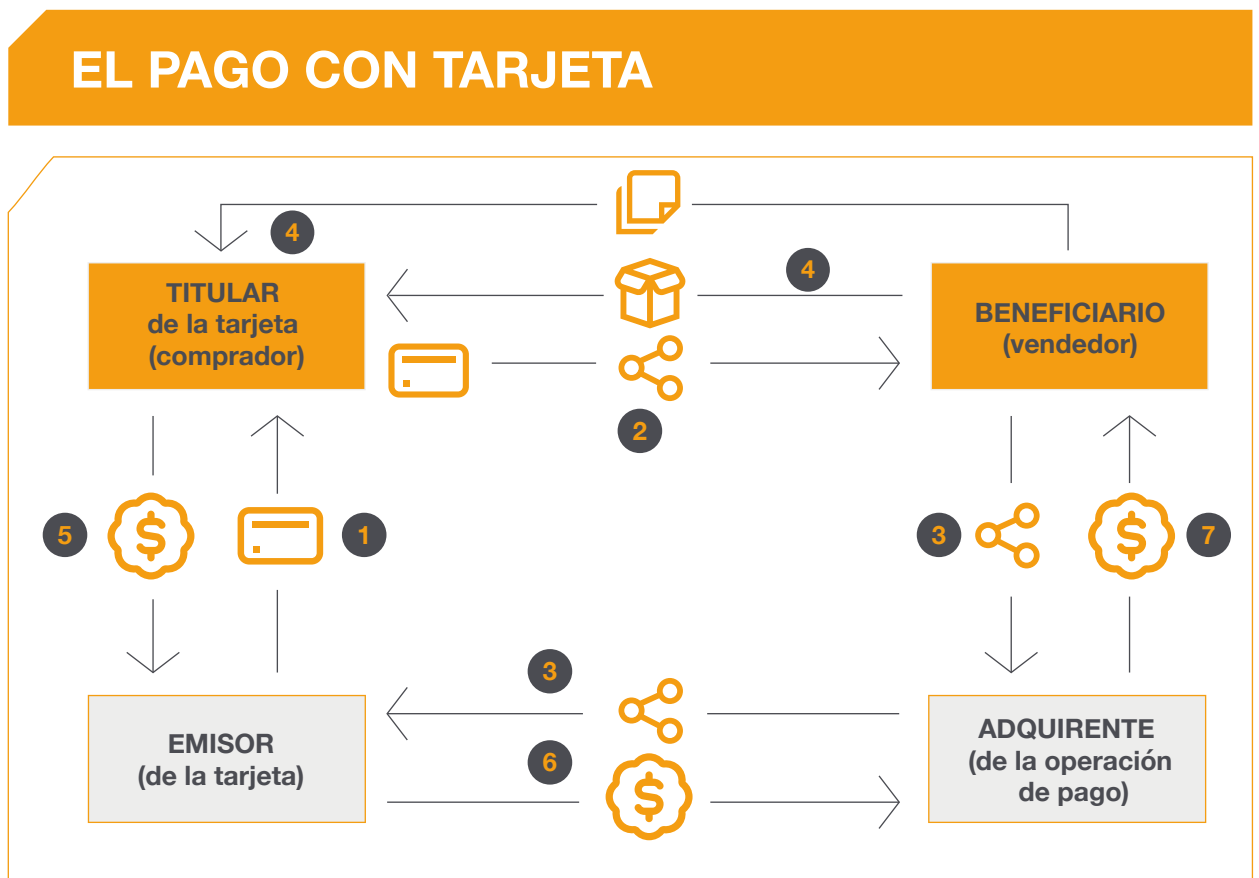 EL PAGO CON TARJETA
4
4
TITULAR
de la tarjeta
(comprador)
BENEFICIARIO
(vendedor)
2
5
$
1
3
$
7
3
EMISOR
(de la tarjeta)
6
$
ADQUIRENTE
(de la operación
de pago)